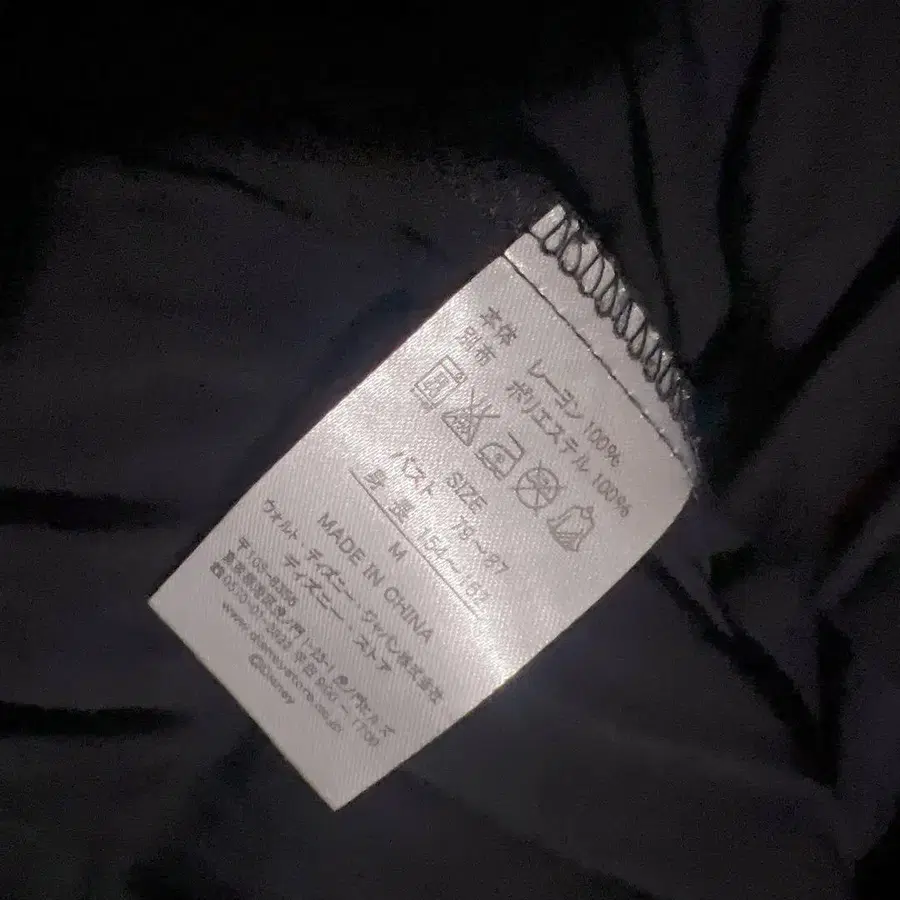 本体 レーヨン 100%
別布 ポリエステル 100%
SIZE
バスト 79～87
身長 154～162
M
MADE IN CHINA
ウォルト・ディズニー・ジャパン株式会社
ディズニー・ストア
〒105-6390
www.disneystore.co.jp
©Disney